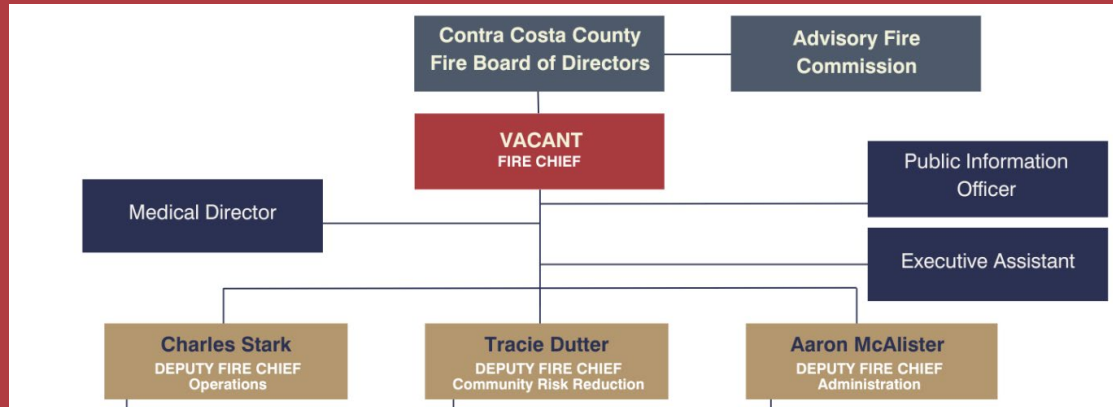 Contra Costa County
Fire Board of Directors
Advisory Fire
Commission
VACANT
FIRE CHIEF
Public Information
Officer
Medical Director
Executive Assistant
Charles Stark
DEPUTY FIRE CHIEF
Operations
Tracie Dutter
DEPUTY FIRE CHIEF
Community Risk Reduction
Aaron McAlister
DEPUTY FIRE CHIEF
Administration